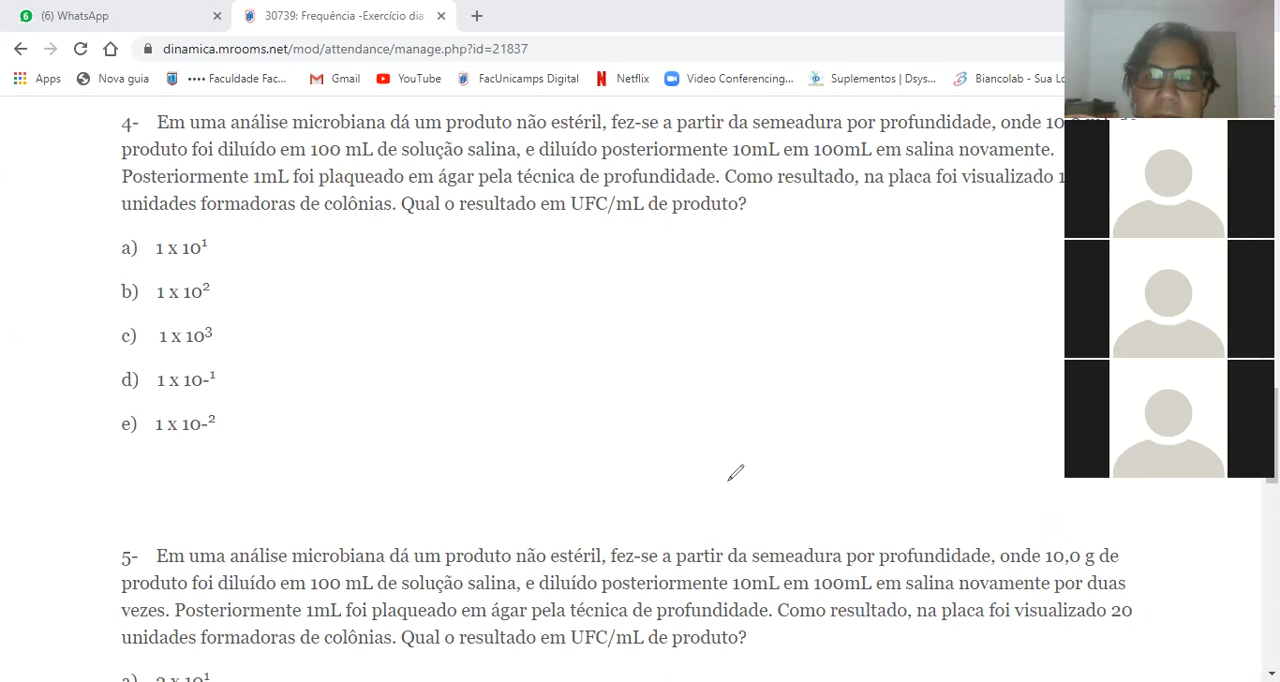 6 (6) WhatsApp
30739: Frequência -Exercício dia
dinamica.mrooms.net/mod/attendance/manage.php?id=21837
Apps Nova guia •••• Faculdade Fac... Gmail YouTube FacUnicamps Digital Netflix Video Conferencing... Suplementos | Dsys... Biancolab - Sua Lo
4- Em uma análise microbiana dá um produto não estéril, fez-se a partir da semeadura por profundidade, onde
produto foi diluído em 100 mL de solução salina, e diluído posteriormente 10mL em 100mL em salina novamente.
Posteriormente 1mL foi plaqueado em ágar pela técnica de profundidade. Como resultado, na placa foi visualizado
unidades formadoras de colônias. Qual o resultado em UFC/mL de produto?
a) 1 x 10¹
b) 1 x 10²
c) 1 x 10³
d) 1 x 10-¹
e) 1 x 10-²
5- Em uma análise microbiana dá um produto não estéril, fez-se a partir da semeadura por profundidade, onde 10,0 g de
produto foi diluído em 100 mL de solução salina, e diluído posteriormente 10mL em 100mL em salina novamente por duas
vezes. Posteriormente 1mL foi plaqueado em ágar pela técnica de profundidade. Como resultado, na placa foi visualizado 20
unidades formadoras de colônias. Qual o resultado em UFC/mL de produto?
a) 2 x 10¹